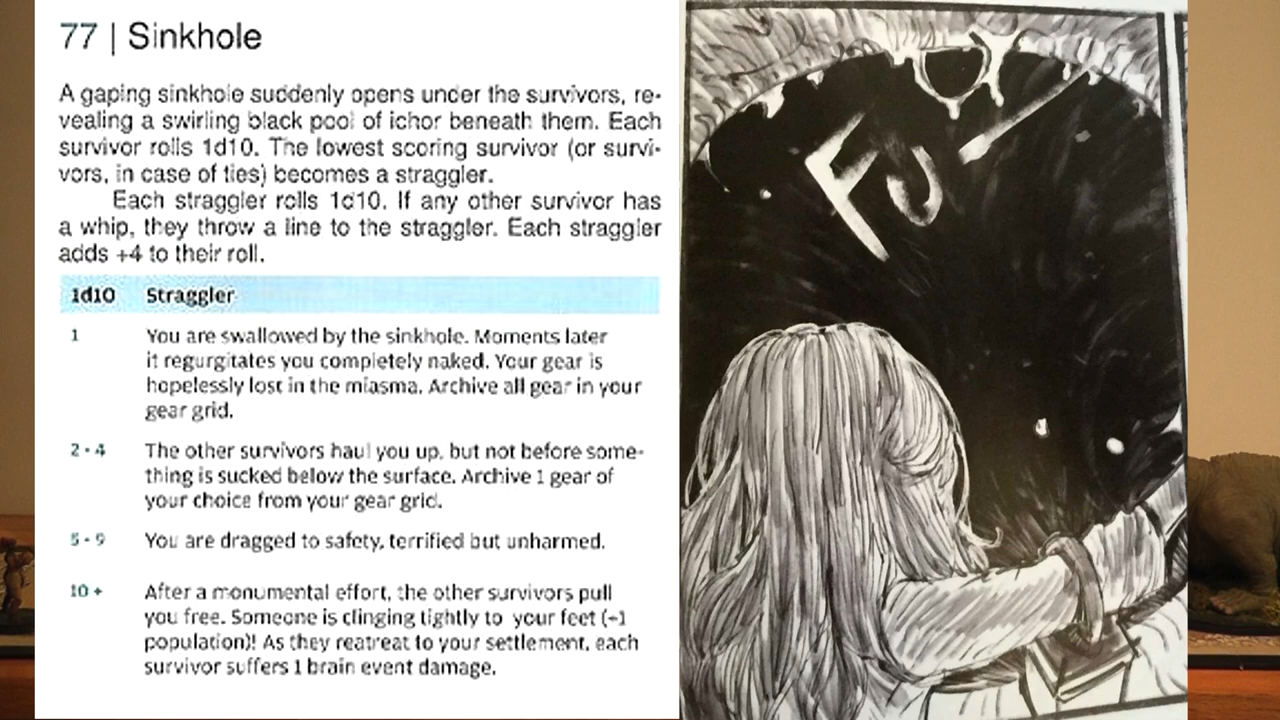 77 | Sinkhole
A gaping sinkhole suddenly opens under the survivors, re-
vealing a swirling black pool of ichor beneath them. Each
survivor rolls 1d10. The lowest scoring survivor (or survi-
vors, in case of ties) becomes a straggler.
Each straggler rolls 1d10. If any other survivor has
a whip, they throw a line to the straggler. Each straggler
adds +4 to their roll.
1d10 Straggler
1 You are swallowed by the sinkhole. Moments later
it regurgitates you completely naked. Your gear is
hopelessly lost in the miasma. Archive all gear in your
gear grid.
2 - 4 The other survivors haul you up, but not before some-
thing is sucked below the surface. Archive 1 gear of
your choice from your gear grid.
5 - 9 You are dragged to safety, terrified but unharmed.
10 + After a monumental effort, the other survivors pull
you free. Someone is clinging tightly to your feet (+1
population)! As they reatreat to your settlement, each
survivor suffers 1 brain event damage.